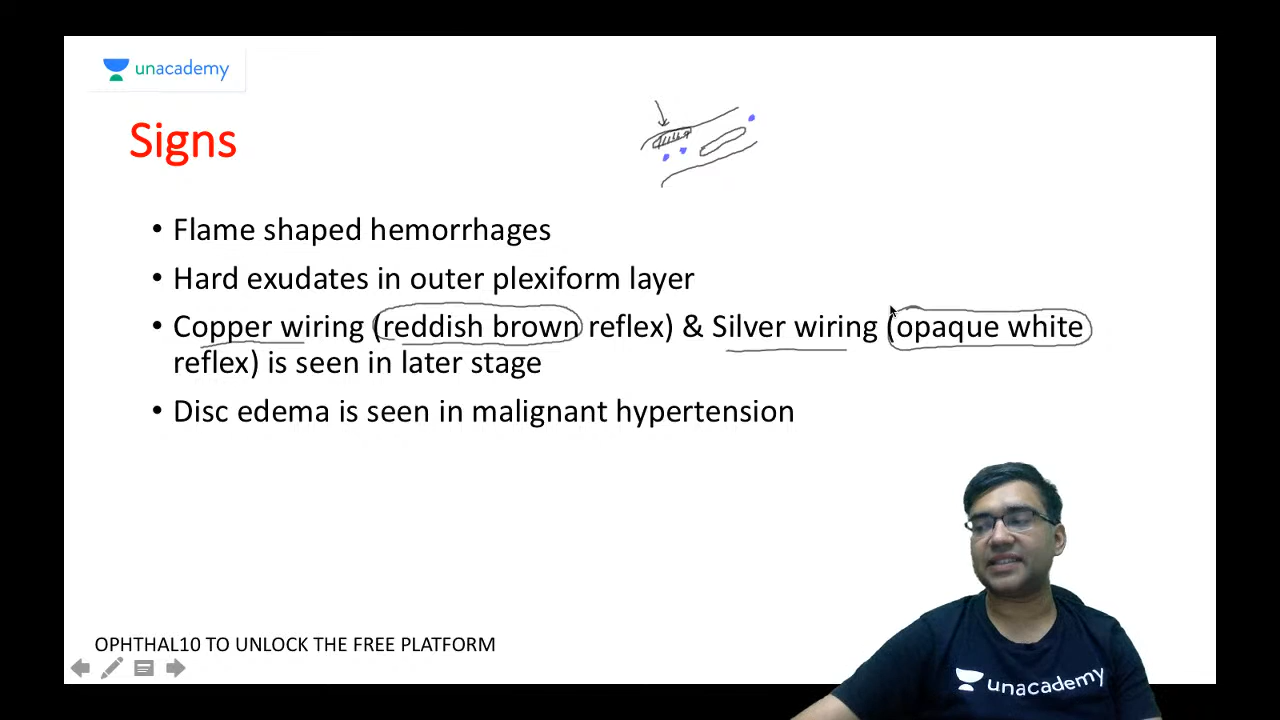 unacademy
Signs
• Flame shaped hemorrhages
• Hard exudates in outer plexiform layer
• Copper wiring (reddish brown reflex) & Silver wiring (opaque white
reflex) is seen in later stage
• Disc edema is seen in malignant hypertension
OPHTHAL10 TO UNLOCK THE FREE PLATFORM
unacademy